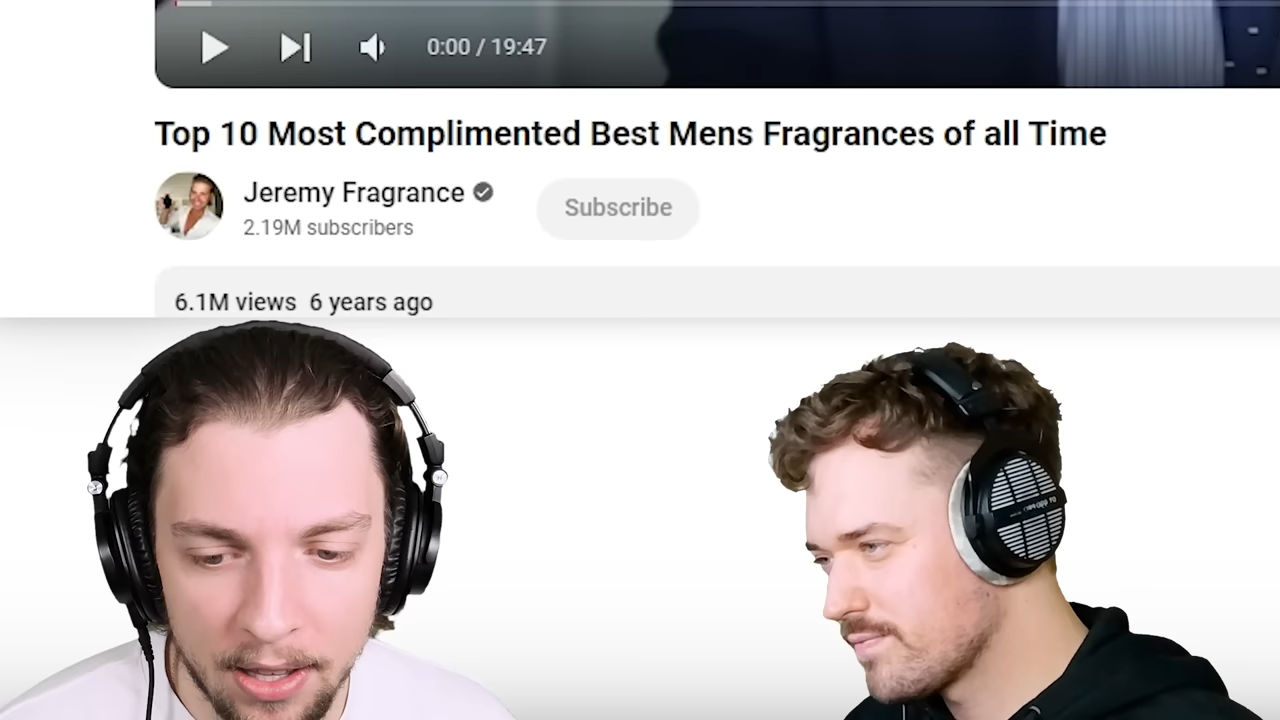 0:00 / 19:47
Top 10 Most Complimented Best Mens Fragrances of all Time
Jeremy Fragrance
2.19M subscribers
Subscribe
6.1M views 6 years ago